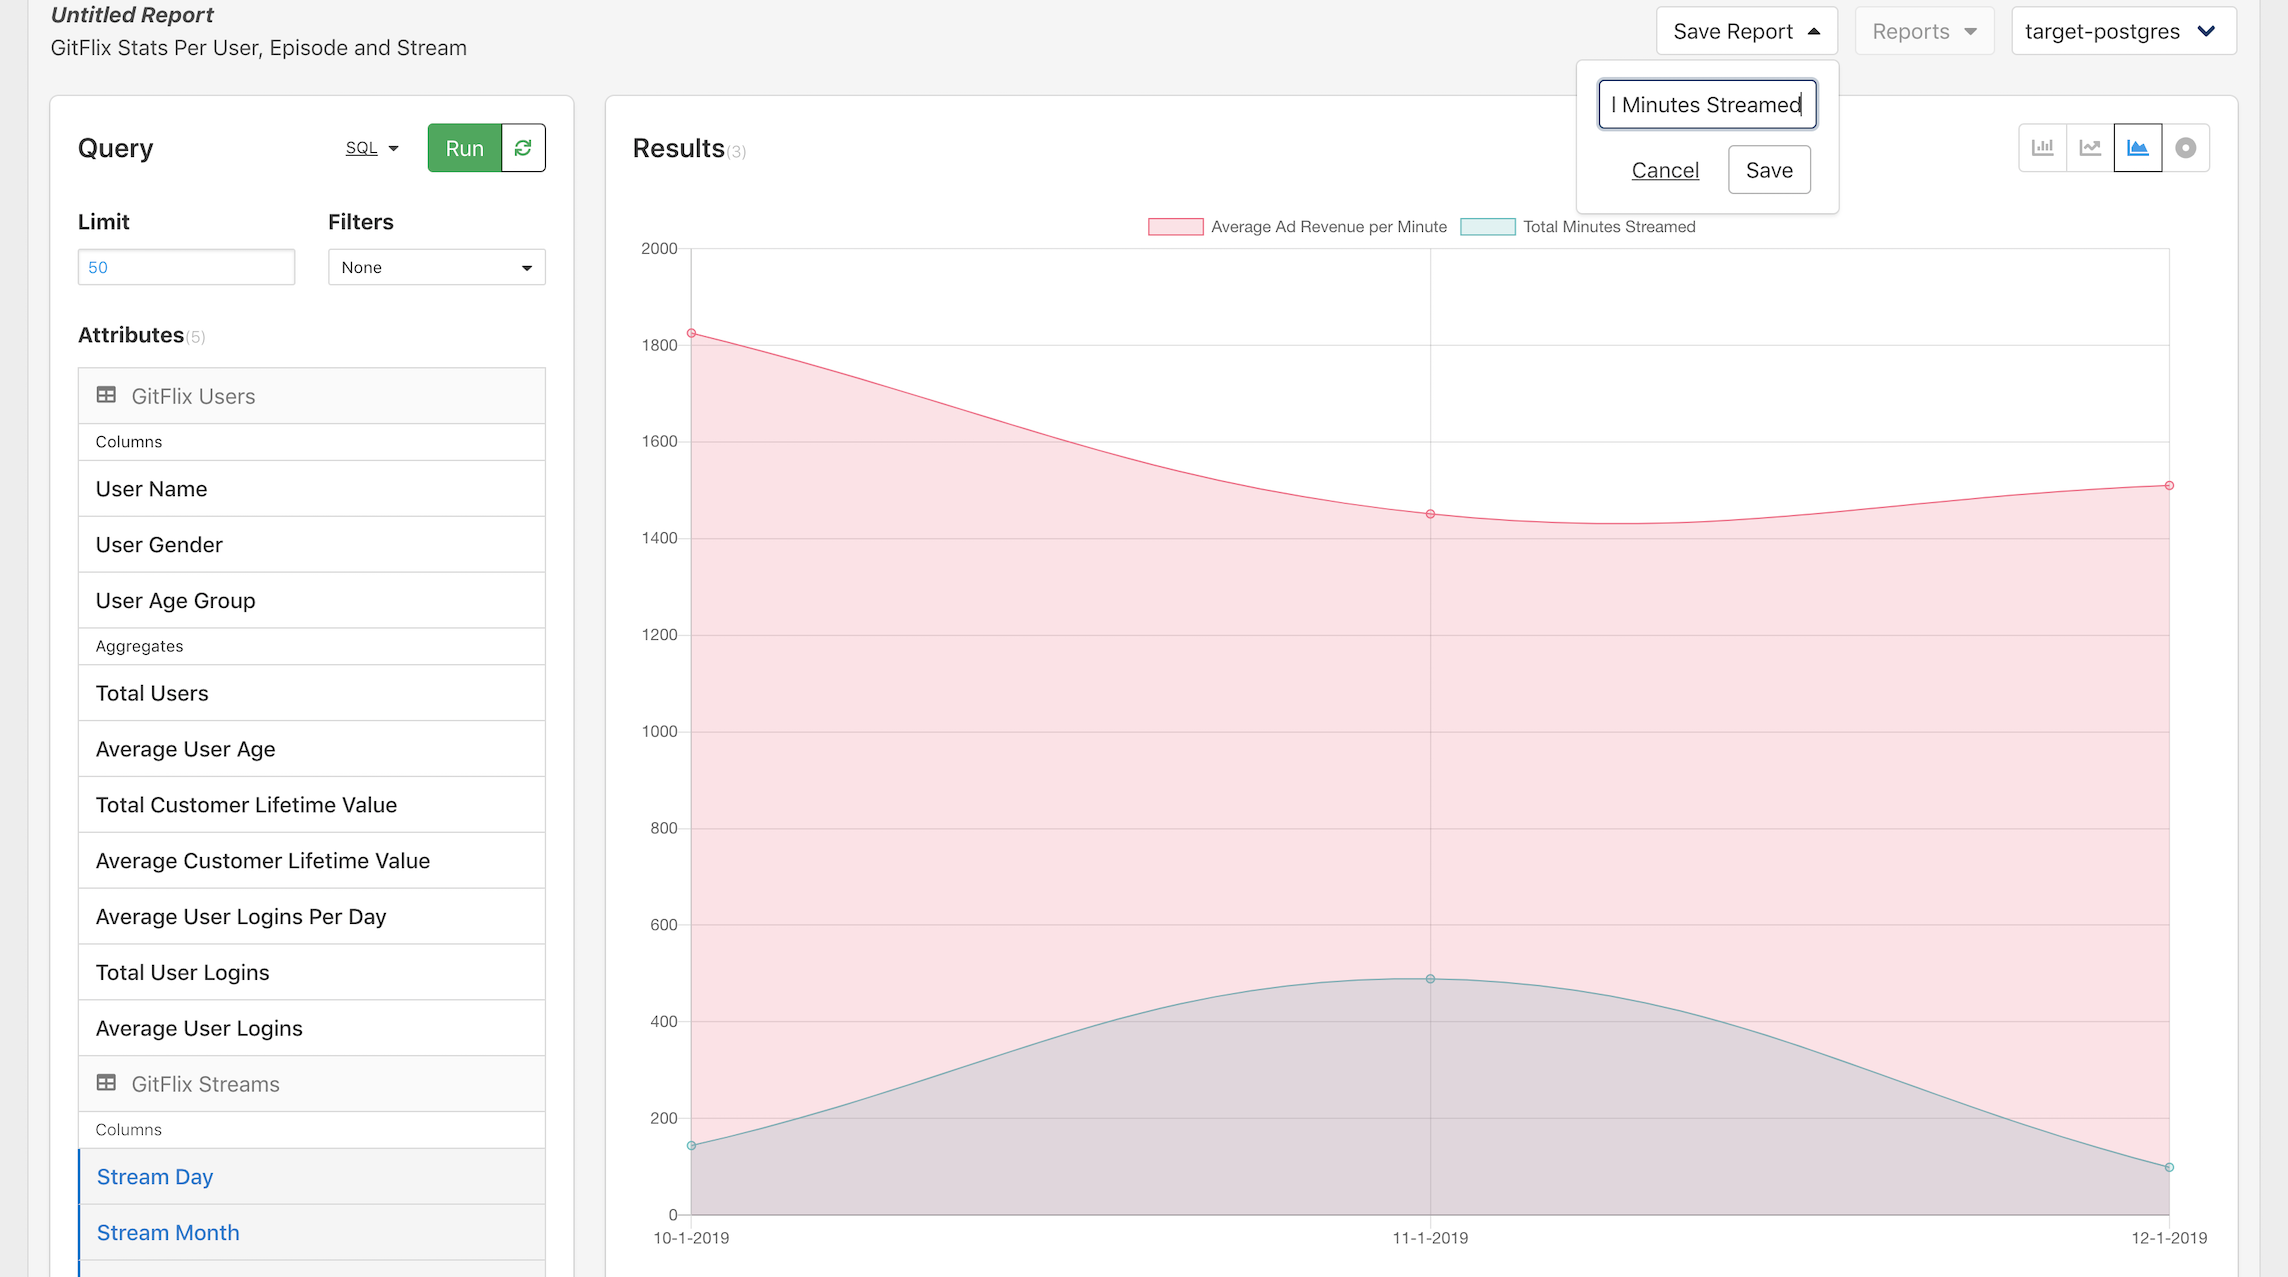 Untitled Report
GitFlix Stats Per User, Episode and Stream
Save Report
Reports
target-postgres
l Minutes Streamed
Cancel
Save
Query
SQL
Run
Limit
Filters
50
None
Attributes(5)
GitFlix Users
Columns
User Name
User Gender
User Age Group
Aggregates
Total Users
Average User Age
Total Customer Lifetime Value
Average Customer Lifetime Value
Average User Logins Per Day
Total User Logins
Average User Logins
GitFlix Streams
Columns
Stream Day
Stream Month
Results(3)
Average Ad Revenue per Minute
Total Minutes Streamed
2000
1800
1600
1400
1200
1000
800
600
400
200
0
10-1-2019
11-1-2019
12-1-2019